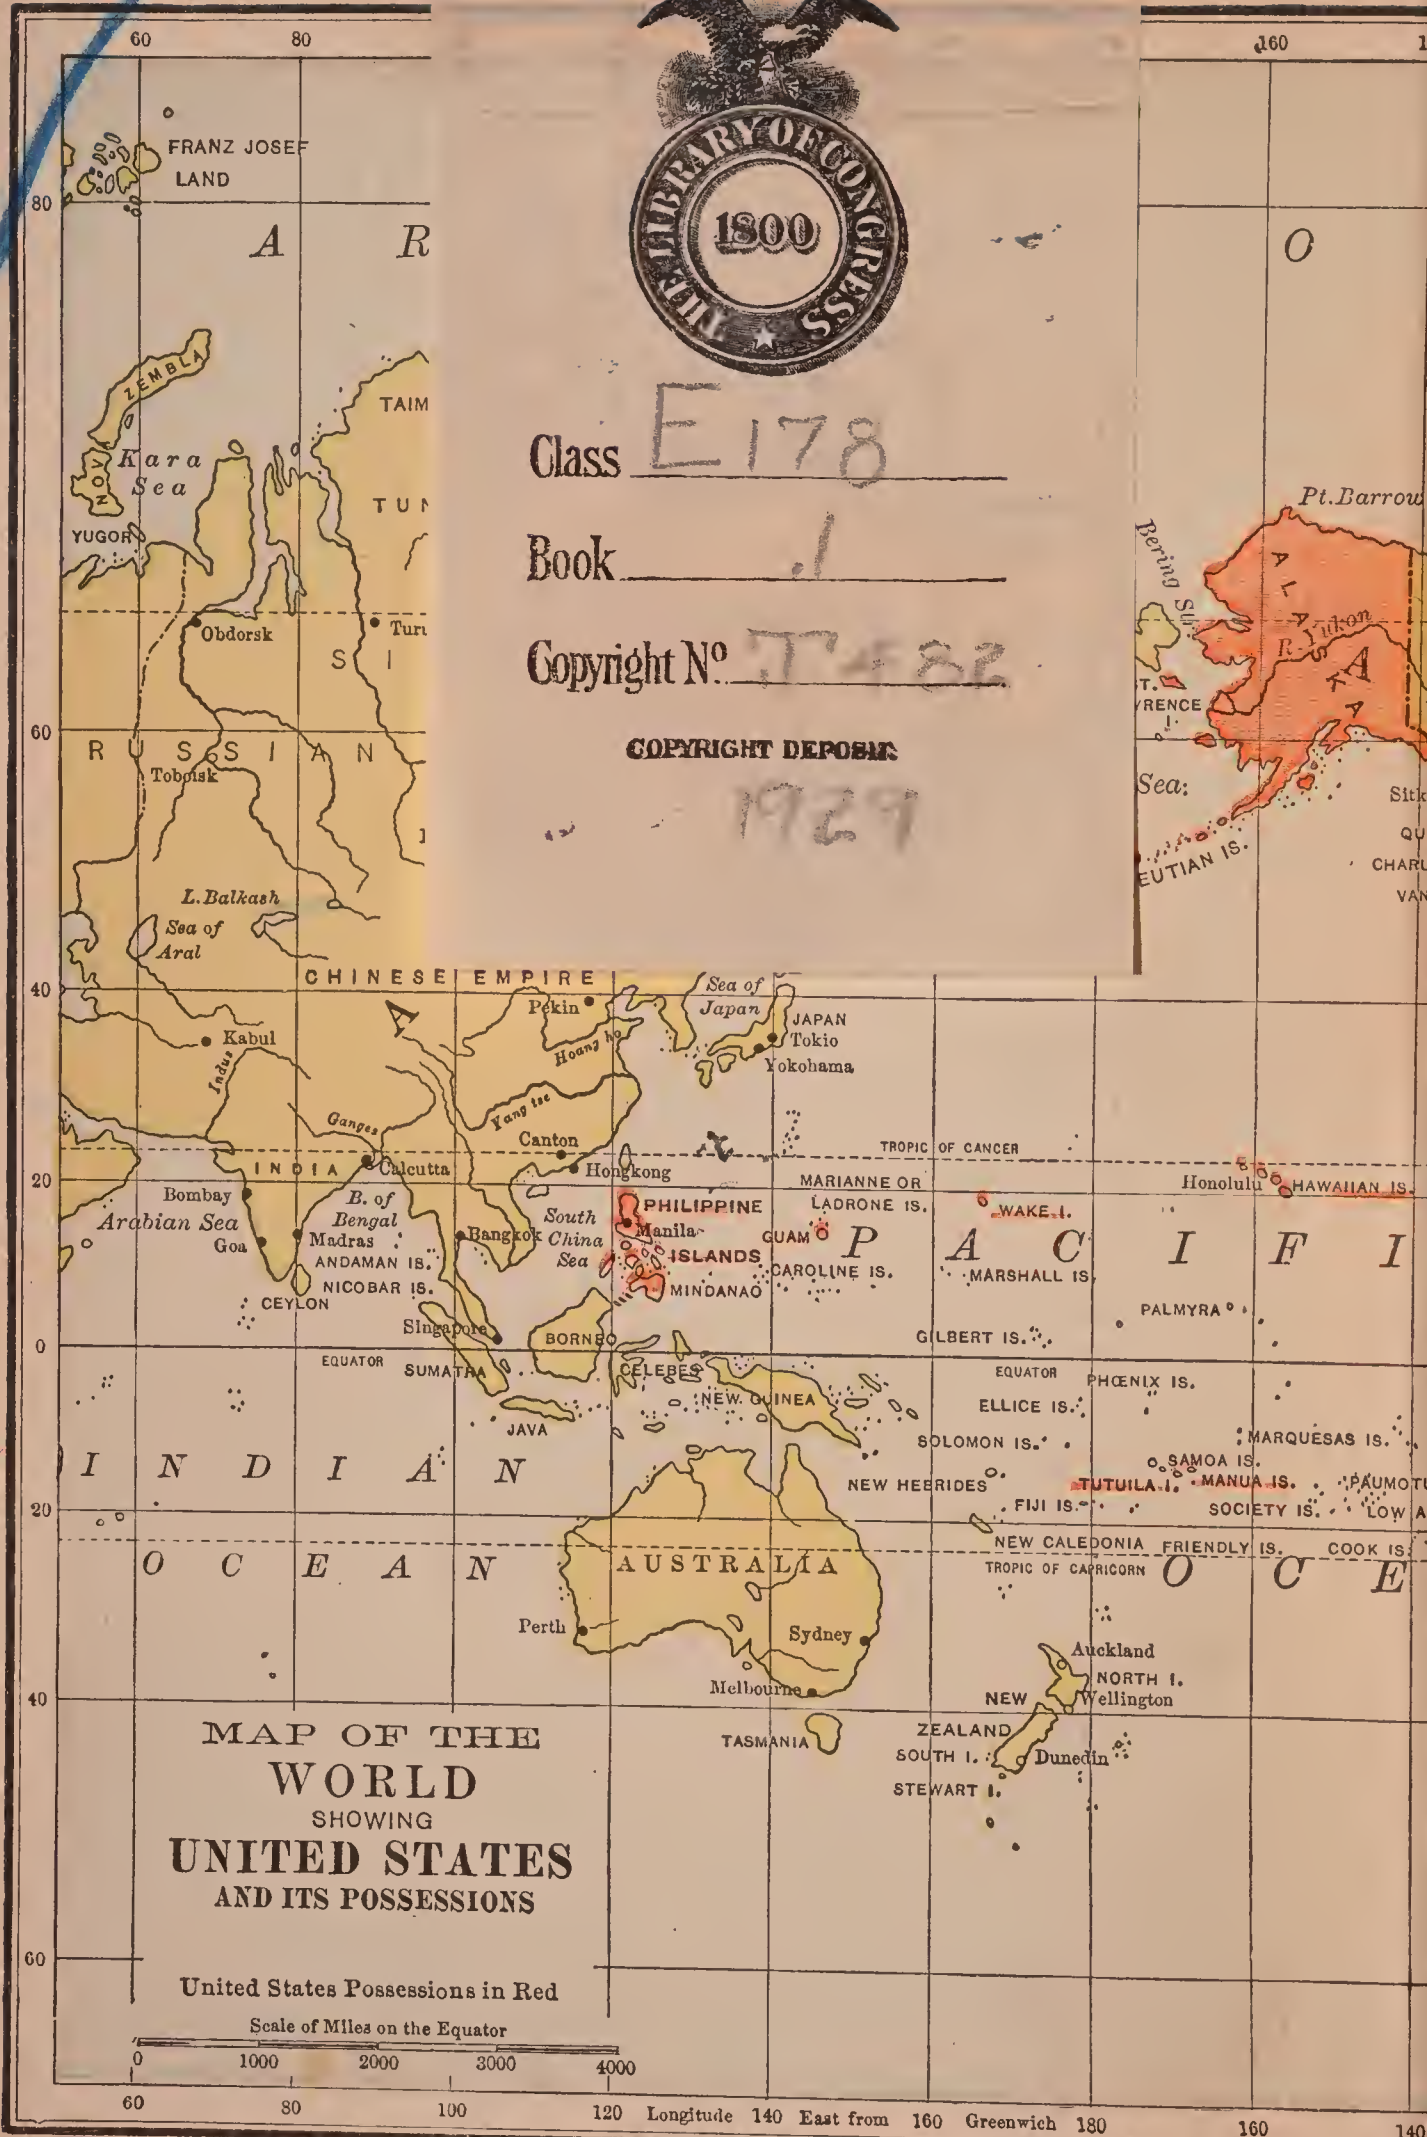 60 80 160
FRANZ JOSEF
LAND
80
A R O
THE LIBRARY OF CONGRESS
1800
Class E178
Book .1
Copyright No. T482
COPYRIGHT DEPOSIT
1929
NOV ZEMBLA
TAIM
Kara
Sea
TUN
YUGOR
Pt. Barrow
Bering Str.
ALASKA
R. Yukon
A
Obdorsk
Turu
S I
T.
RENCE
I.
60
RUSSIAN
Tobolsk
Sea:
Sitk
QU
CHARL
VAN
EUTIAN IS.
L. Balkash
Sea of
Aral
CHINESE EMPIRE
40
A
Pekin
Sea of
Japan
JAPAN
Tokio
Yokohama
Kabul
Indus
Hoang ho
Ganges
Yang tse
Canton
TROPIC OF CANCER
INDIA
Calcutta
Hongkong
20
Bombay
Arabian Sea
Goa
B. of
Bengal
Madras
ANDAMAN IS.
NICOBAR IS.
CEYLON
Bangkok
South
China
Sea
PHILIPPINE
Manila
ISLANDS
MINDANAO
MARIANNE OR
LADRONE IS.
GUAM
CAROLINE IS.
WAKE I.
Honolulu
HAWAIIAN IS.
P A C I F I
MARSHALL IS.
PALMYRA
GILBERT IS.
0
Singapore
BORNEO
EQUATOR
SUMATRA
CELEBES
NEW GUINEA
JAVA
EQUATOR
PHŒNIX IS.
ELLICE IS.
SOLOMON IS.
MARQUESAS IS.
I N D I A N
SAMOA IS.
NEW HEBRIDES
TUTUILA I.
MANUA IS.
PAUMOTU
20
FIJI IS.
SOCIETY IS.
LOW A
NEW CALEDONIA
FRIENDLY IS.
COOK IS.
TROPIC OF CAPRICORN
O C E A N
AUSTRALIA
O C E
Perth
Sydney
Melbourne
Auckland
NORTH I.
NEW
Wellington
40
TASMANIA
ZEALAND
SOUTH I.
Dunedin
STEWART I.
MAP OF THE
WORLD
SHOWING
UNITED STATES
AND ITS POSSESSIONS
60
United States Possessions in Red
Scale of Miles on the Equator
0 1000 2000 3000 4000
60 80 100 120 Longitude 140 East from 160 Greenwich 180 160 140